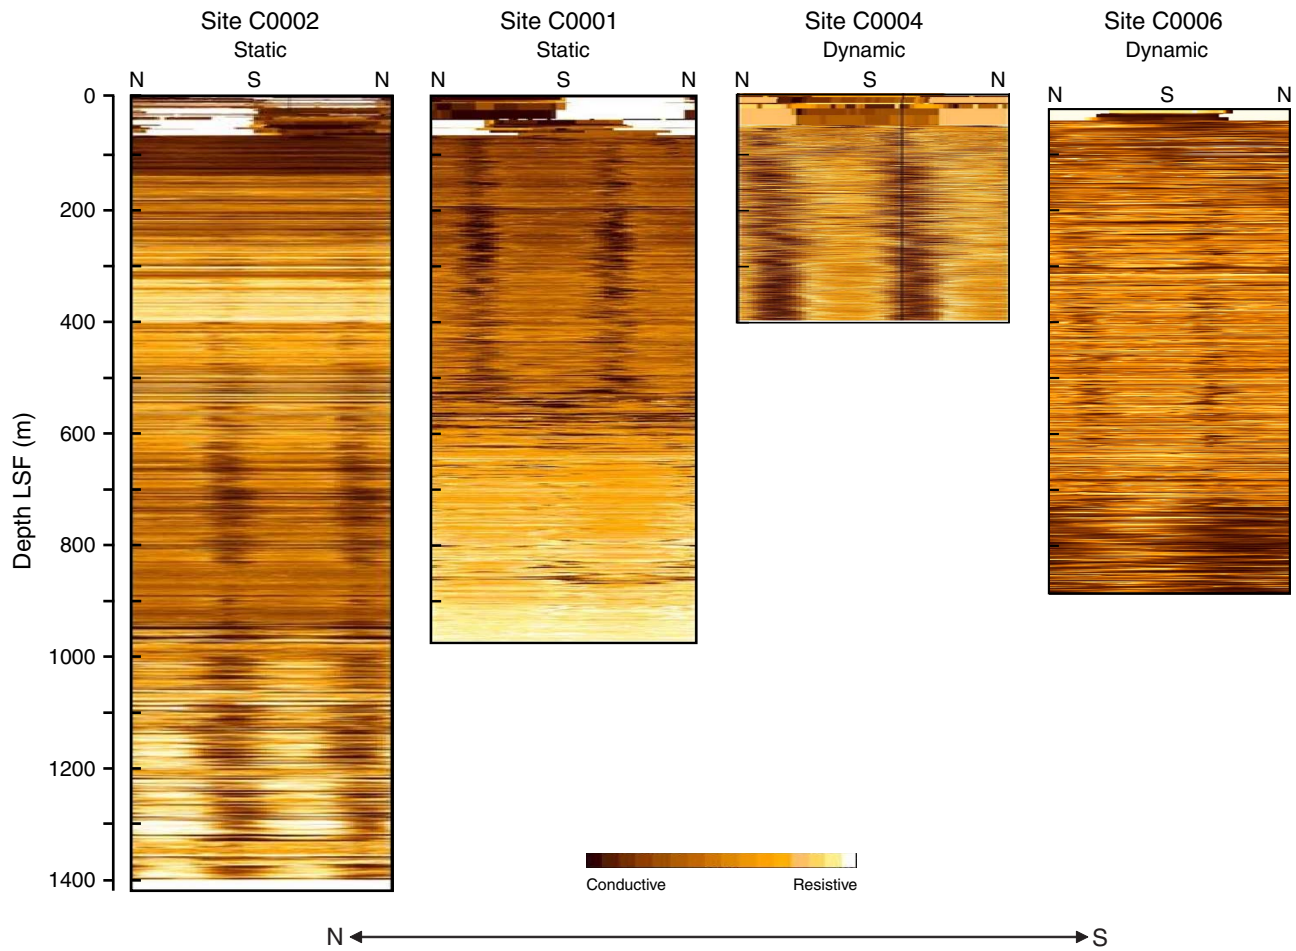 Site C0002 Site C0001 Site C0004 Site C0006
Static Static Dynamic Dynamic
N S N N S N N S N N S N
0
200
400
600
800
1000
1200
1400
Depth LSF (m)
Conductive Resistive
N S